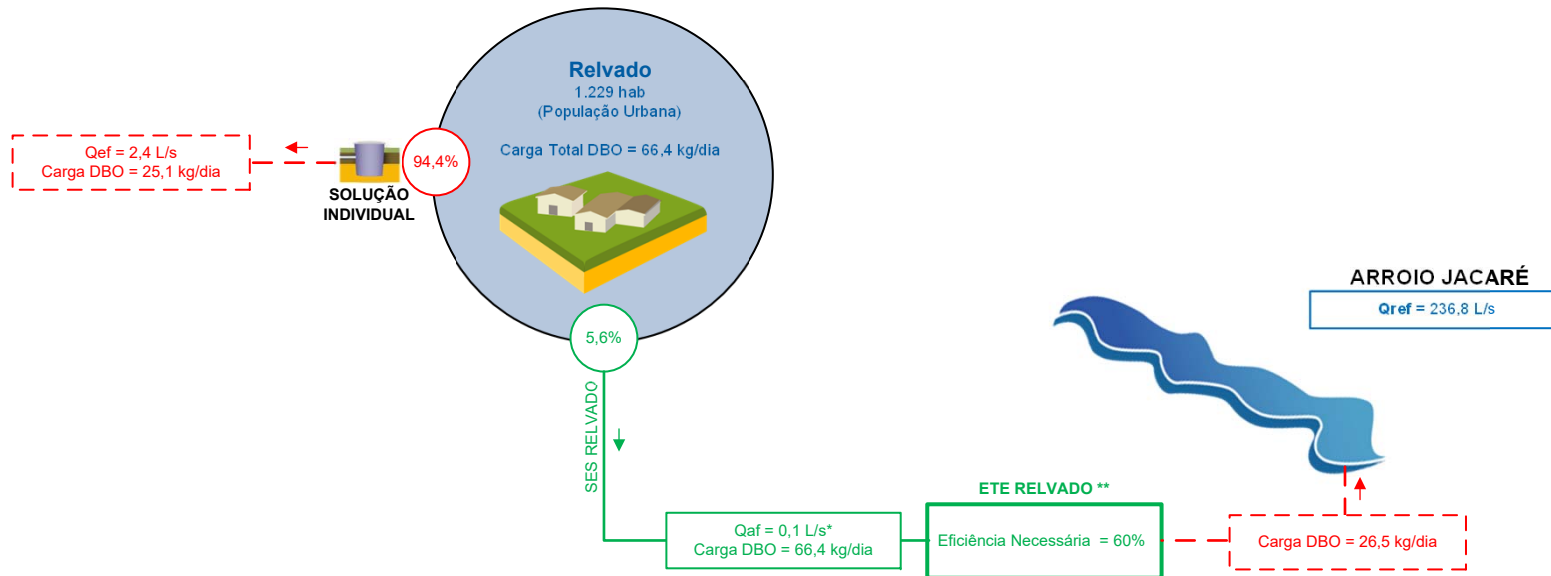 Relvado
1.229 hab
(População Urbana)
Carga Total DBO = 66,4 kg/dia
94,4%
Qef = 2,4 L/s
Carga DBO = 25,1 kg/dia
SOLUÇÃO
INDIVIDUAL
5,6%
SES RELVADO
Qaf = 0,1 L/s*
Carga DBO = 66,4 kg/dia
ETE RELVADO **
Eficiência Necessária = 60%
Carga DBO = 26,5 kg/dia
ARROIO JACARÉ
Qref = 236,8 L/s